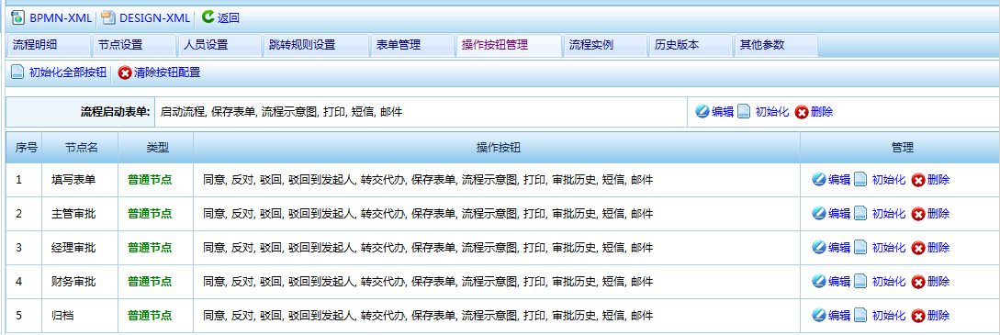 BPMN-XML DESIGN-XML 返回
流程明细 节点设置 人员设置 跳转规则设置 表单管理 操作按钮管理 流程实例 历史版本 其他参数
初始化全部按钮 清除按钮配置
流程启动表单: 启动流程, 保存表单, 流程示意图, 打印, 短信, 邮件 编辑 初始化 删除
序号 节点名 类型 操作按钮 管理
1 填写表单 普通节点 同意, 反对, 驳回, 驳回到发起人, 转交代办, 保存表单, 流程示意图, 打印, 审批历史, 短信, 邮件 编辑 初始化 删除
2 主管审批 普通节点 同意, 反对, 驳回, 驳回到发起人, 转交代办, 保存表单, 流程示意图, 打印, 审批历史, 短信, 邮件 编辑 初始化 删除
3 经理审批 普通节点 同意, 反对, 驳回, 驳回到发起人, 转交代办, 保存表单, 流程示意图, 打印, 审批历史, 短信, 邮件 编辑 初始化 删除
4 财务审批 普通节点 同意, 反对, 驳回, 驳回到发起人, 转交代办, 保存表单, 流程示意图, 打印, 审批历史, 短信, 邮件 编辑 初始化 删除
5 归档 普通节点 同意, 反对, 驳回, 驳回到发起人, 转交代办, 保存表单, 流程示意图, 打印, 审批历史, 短信, 邮件 编辑 初始化 删除